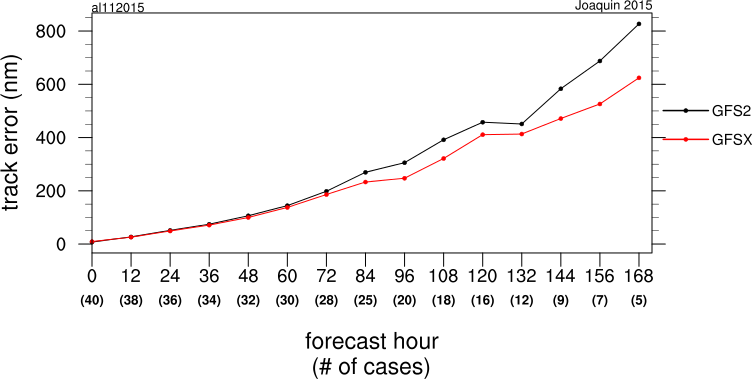 al112015
Joaquin 2015
800
600
400
200
0
track error (nm)
GFS2
GFSX
0 12 24 36 48 60 72 84 96 108 120 132 144 156 168
(40) (38) (36) (34) (32) (30) (28) (25) (20) (18) (16) (12) (9) (7) (5)
forecast hour
(# of cases)